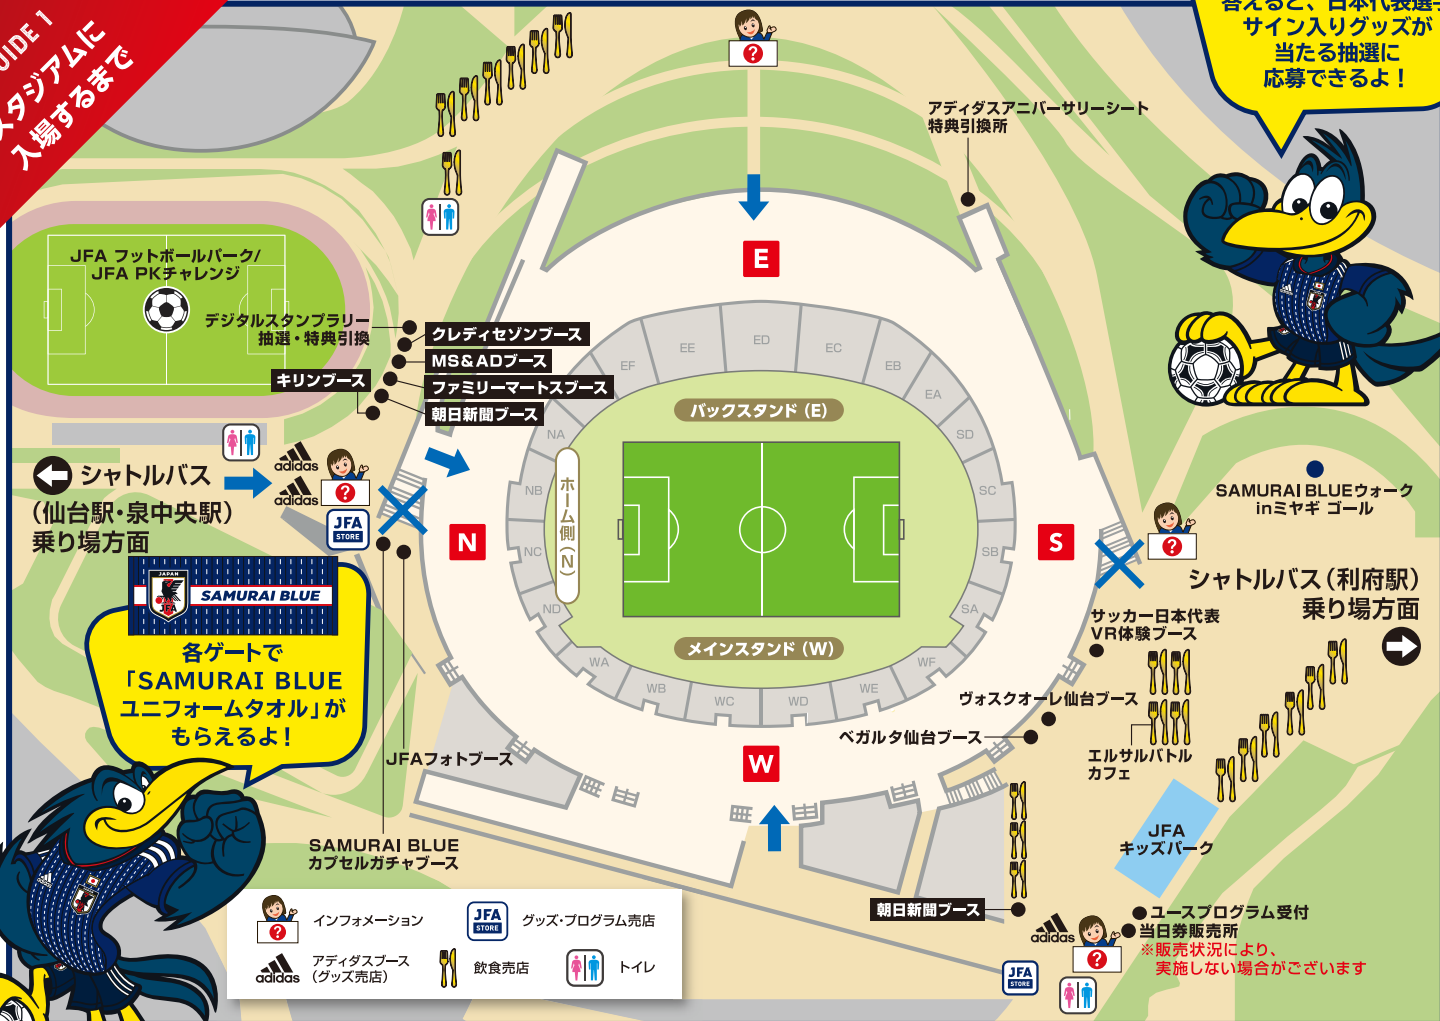 GUIDE 1
スタジアムに
入場するまで
答えると、日本代表選手
サイン入りグッズが
当たる抽選に
応募できるよ！
?
アディダスアニバーサリーシート
特典引換所
E
JFA フットボールパーク/
JFA PKチャレンジ
デジタルスタンプラリー
抽選・特典引換
クレディセゾンブース
MS&ADブース
キリンブース
ファミリーマートスブース
朝日新聞ブース
EF
EE
ED
EC
EB
EA
SD
SC
SB
SA
NA
NB
NC
ND
WA
WB
WC
WD
WE
WF
バックスタンド（E）
ホーム側（N）
メインスタンド（W）
N
S
W
シャトルバス
（仙台駅・泉中央駅）
乗り場方面
adidas
adidas
?
JFA
STORE
JAPAN
JFA
SAMURAI BLUE
各ゲートで
「SAMURAI BLUE
ユニフォームタオル」が
もらえるよ！
JFAフォトブース
SAMURAI BLUE
カプセルガチャブース
SAMURAI BLUEウォーク
inミヤギ ゴール
?
シャトルバス（利府駅）
乗り場方面
サッカー日本代表
VR体験ブース
ヴォスクオーレ仙台ブース
ベガルタ仙台ブース
エルサルバトル
カフェ
JFA
キッズパーク
朝日新聞ブース
adidas
?
ユースプログラム受付
当日券販売所
※販売状況により、
実施しない場合がございます
JFA
STORE
?
インフォメーション
JFA
STORE
グッズ・プログラム売店
adidas
アディダスブース
（グッズ売店）
飲食売店
トイレ